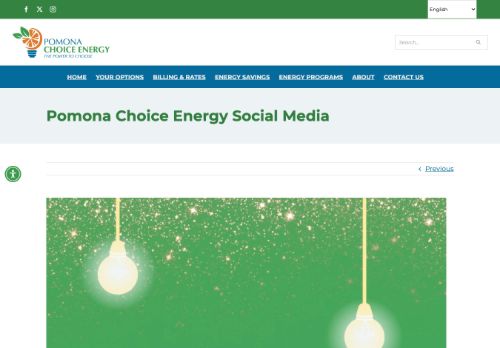 English
POMONA
CHOICE ENERGY
THE POWER TO CHOOSE
Search...
HOME YOUR OPTIONS BILLING & RATES ENERGY SAVINGS ENERGY PROGRAMS ABOUT CONTACT US
Pomona Choice Energy Social Media
Previous